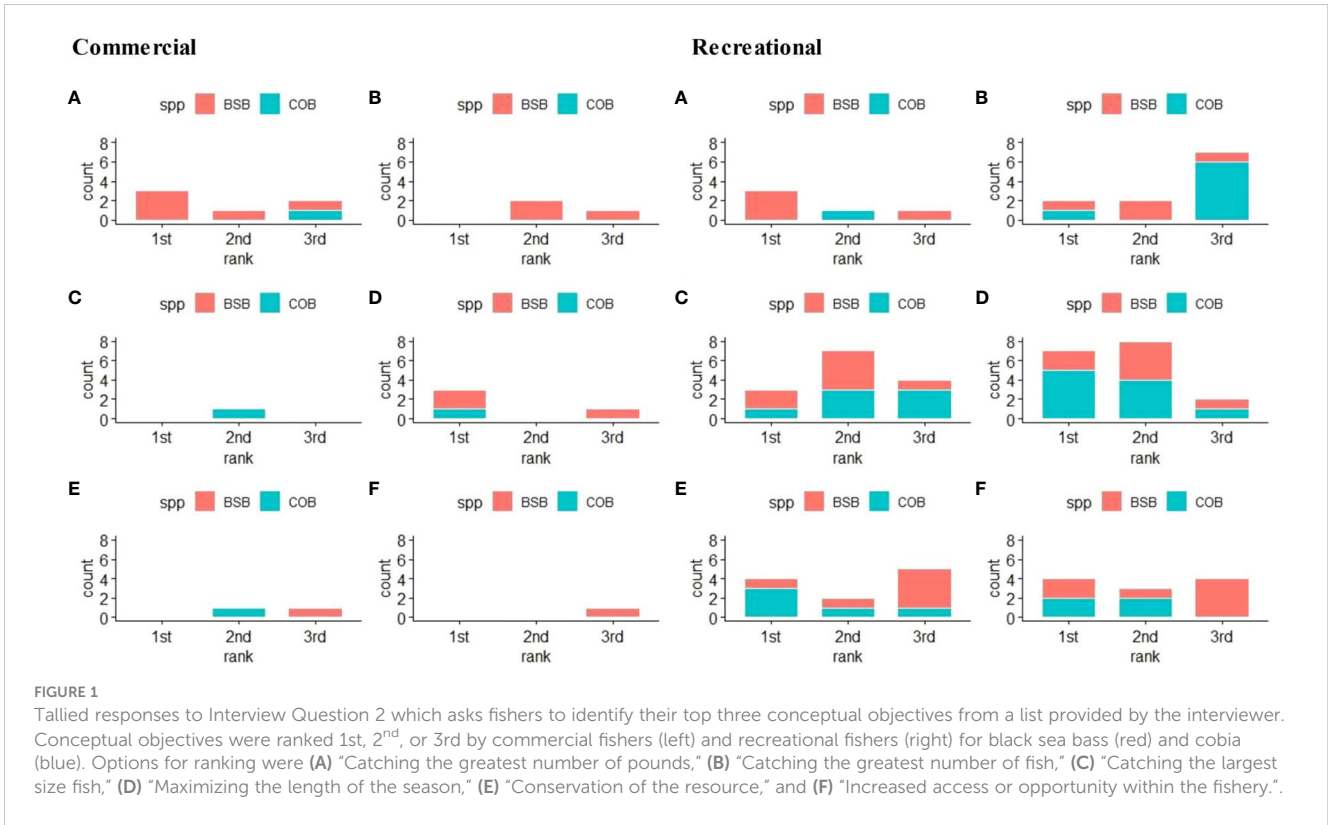 Commercial
Recreational
A
spp BSB COB
count
8
6
4
2
0
1st 2nd 3rd
rank
B
spp BSB COB
count
8
6
4
2
0
1st 2nd 3rd
rank
A
spp BSB COB
count
8
6
4
2
0
1st 2nd 3rd
rank
B
spp BSB COB
count
8
6
4
2
0
1st 2nd 3rd
rank
C
spp BSB COB
count
8
6
4
2
0
1st 2nd 3rd
rank
D
spp BSB COB
count
8
6
4
2
0
1st 2nd 3rd
rank
C
spp BSB COB
count
8
6
4
2
0
1st 2nd 3rd
rank
D
spp BSB COB
count
8
6
4
2
0
1st 2nd 3rd
rank
E
spp BSB COB
count
8
6
4
2
0
1st 2nd 3rd
rank
F
spp BSB COB
count
8
6
4
2
0
1st 2nd 3rd
rank
E
spp BSB COB
count
8
6
4
2
0
1st 2nd 3rd
rank
F
spp BSB COB
count
8
6
4
2
0
1st 2nd 3rd
rank
FIGURE 1
Tallied responses to Interview Question 2 which asks fishers to identify their top three conceptual objectives from a list provided by the interviewer.
Conceptual objectives were ranked 1st, 2nd, or 3rd by commercial fishers (left) and recreational fishers (right) for black sea bass (red) and cobia
(blue). Options for ranking were (A) "Catching the greatest number of pounds," (B) "Catching the greatest number of fish," (C) "Catching the largest
size fish," (D) "Maximizing the length of the season," (E) "Conservation of the resource," and (F) "Increased access or opportunity within the fishery.".